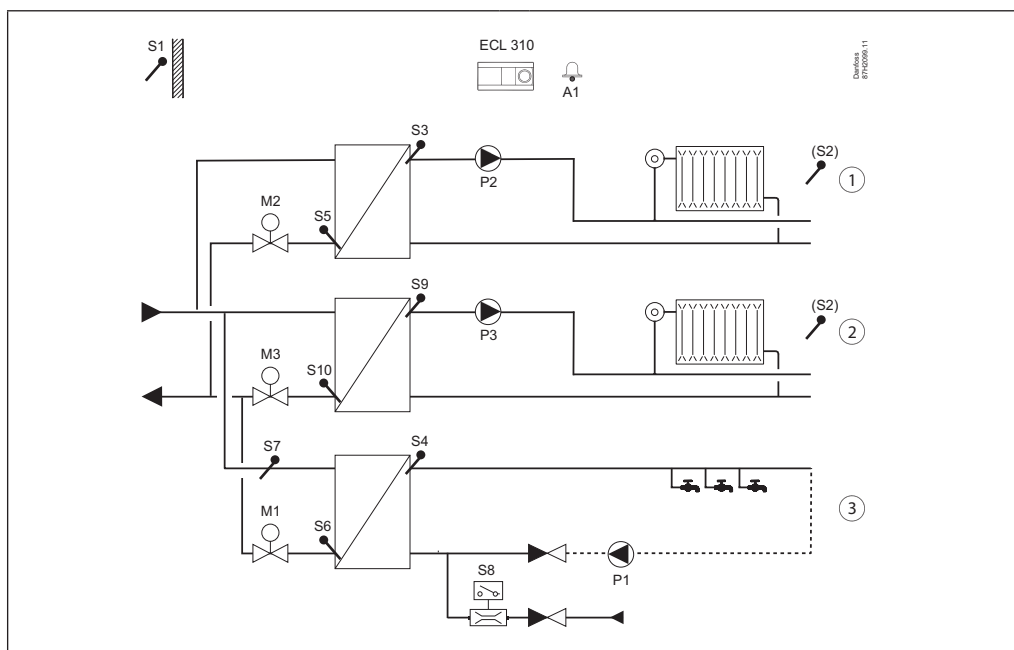 S1
ECL 310
A1
Danfoss
87H2099.11
S3
P2
(S2)
1
M2
S5
S9
P3
(S2)
2
M3
S10
S7
S4
M1
S6
3
S8
P1